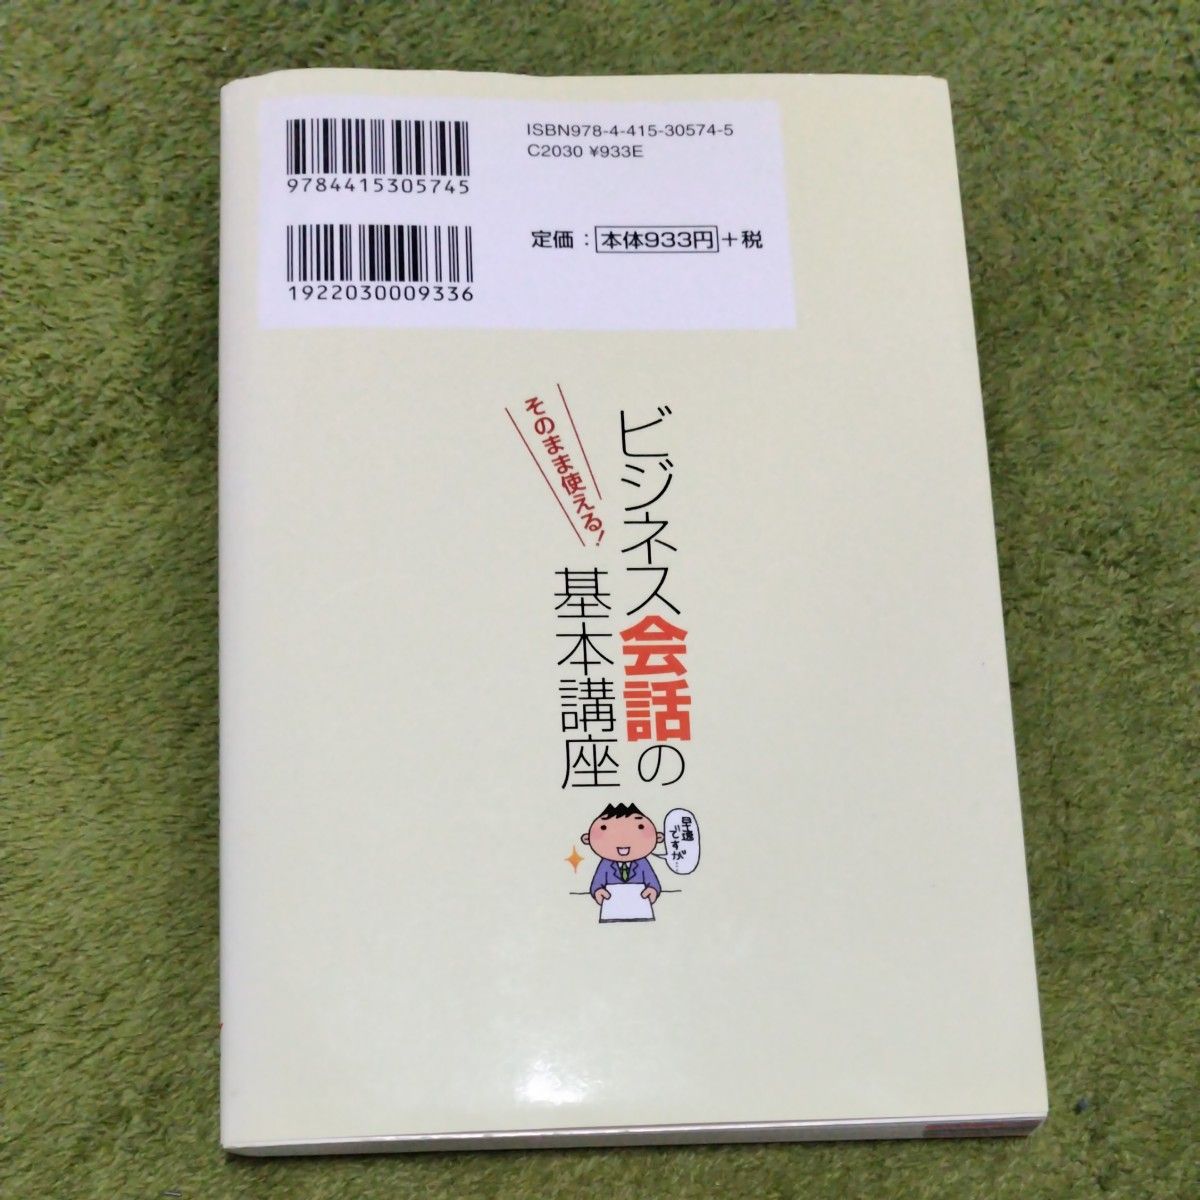 ISBN978-4-415-30574-5
C2030 ¥933E
9784415305745
定価：本体933円+税
1922030009336
そのまま使える！
ビジネス会話の
基本講座
早速
ですが…